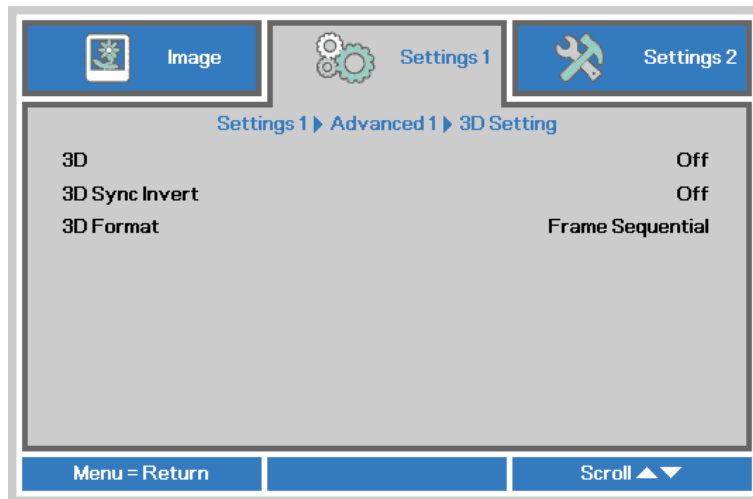 Image
Settings 1
Settings 2
Settings 1 ▶ Advanced 1 ▶ 3D Setting
3D Off
3D Sync Invert Off
3D Format Frame Sequential
Menu = Return
Scroll ▲▼